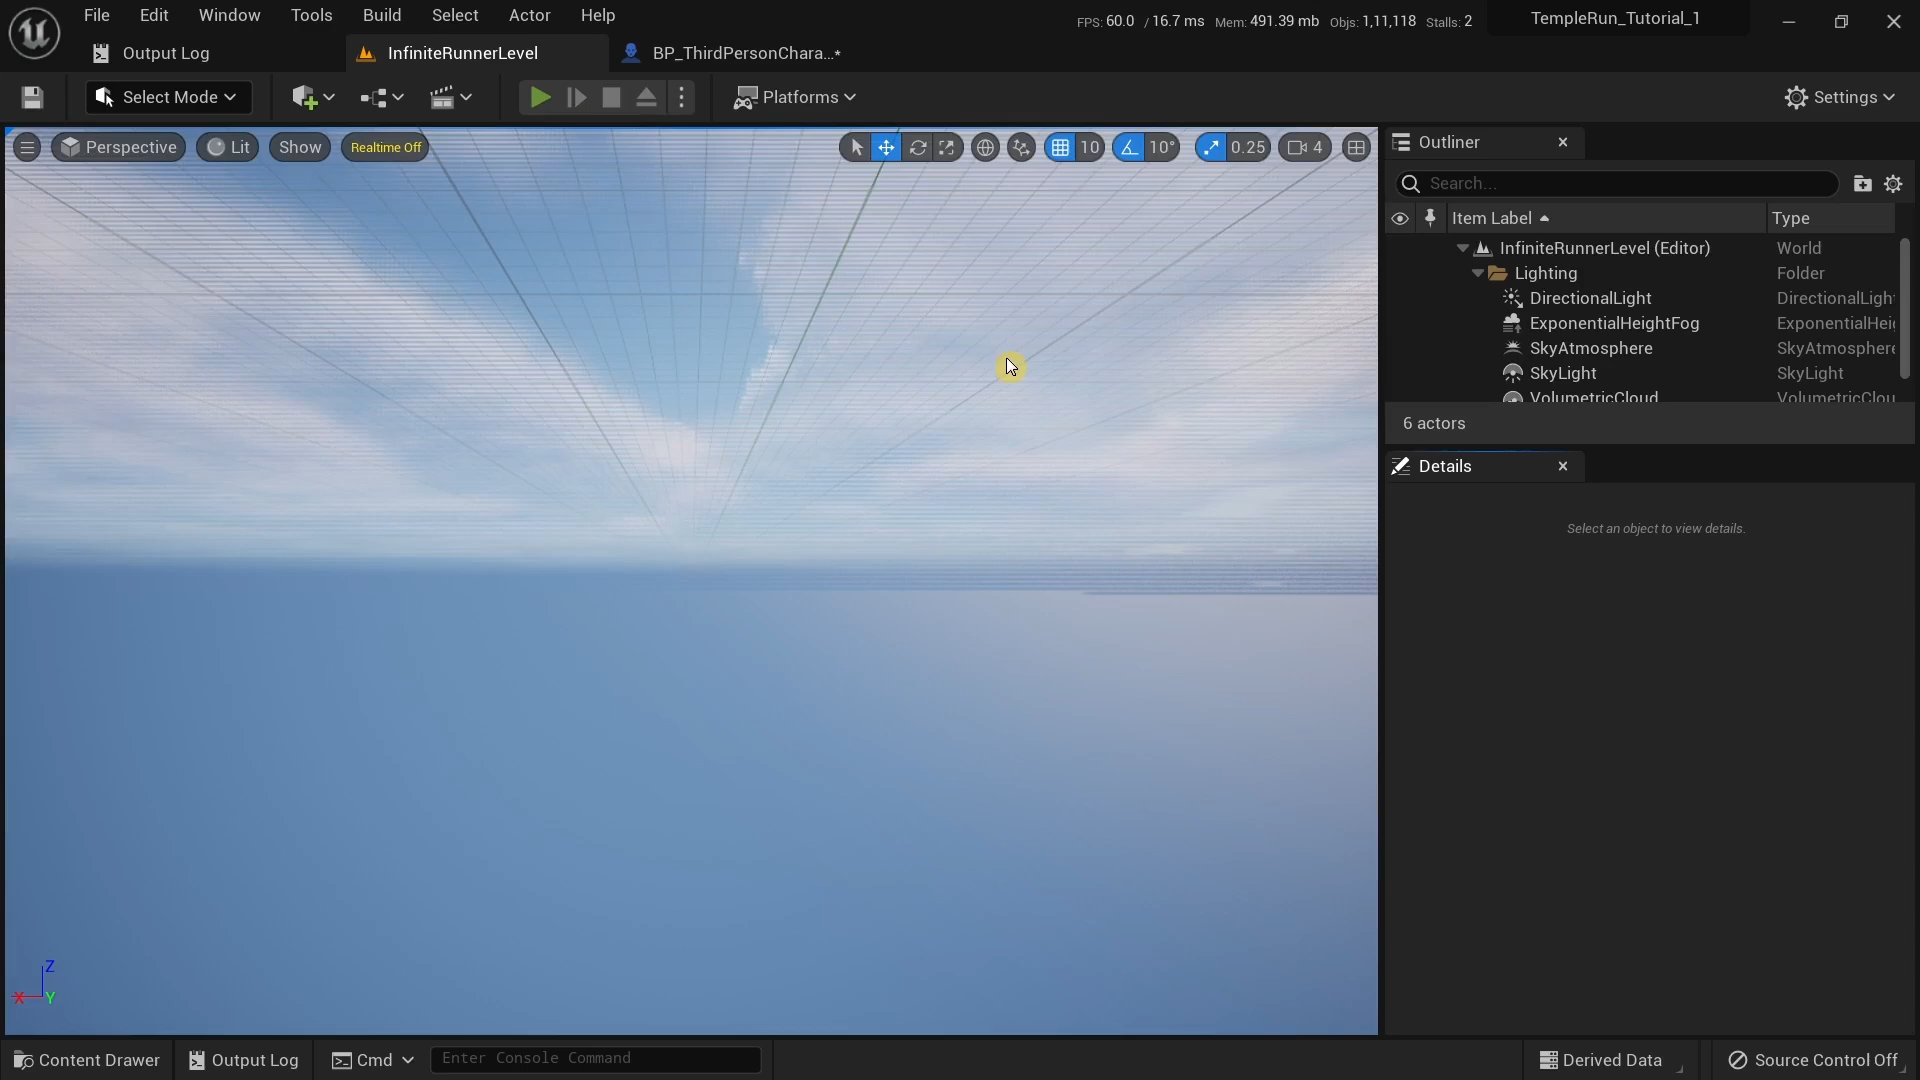 File Edit Window Tools Build Select Actor Help
FPS: 60.0 / 16.7 ms Mem: 491.39 mb Objs: 1,11,118 Stalls: 2
TempleRun_Tutorial_1
Output Log
InfiniteRunnerLevel
BP_ThirdPersonChara...*
Select Mode
Platforms
Settings
Perspective
Lit
Show
Realtime Off
10
10°
0.25
4
Outliner
Search...
Item Label
Type
InfiniteRunnerLevel (Editor) World
Lighting Folder
DirectionalLight DirectionalLight
ExponentialHeightFog ExponentialHei
SkyAtmosphere SkyAtmosphere
SkyLight SkyLight
VolumetricCloud VolumetricClou
6 actors
Details
Select an object to view details.
Z
X Y
Content Drawer
Output Log
Cmd
Enter Console Command
Derived Data
Source Control Off